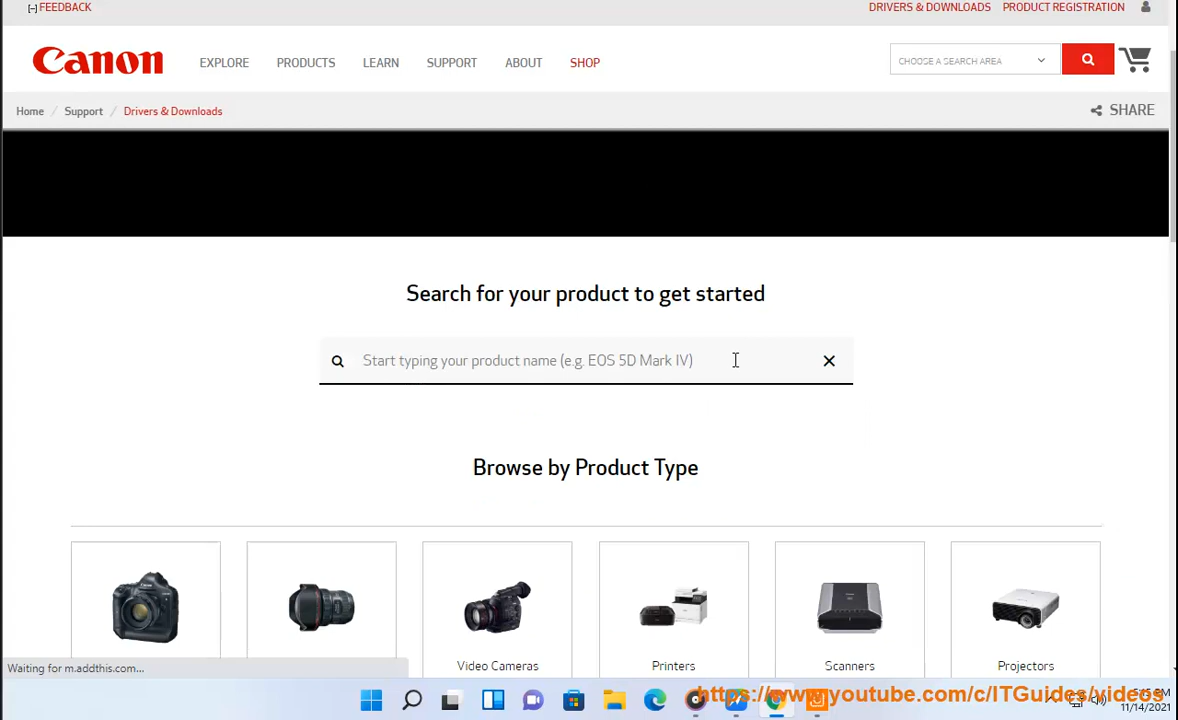 [-] FEEDBACK
DRIVERS & DOWNLOADS PRODUCT REGISTRATION
Canon
EXPLORE PRODUCTS LEARN SUPPORT ABOUT SHOP
CHOOSE A SEARCH AREA
Home / Support / Drivers & Downloads
SHARE
Search for your product to get started
Start typing your product name (e.g. EOS 5D Mark IV)
Browse by Product Type
Video Cameras
Printers
Scanners
Projectors
Waiting for m.addthis.com...
https://www.youtube.com/c/ITGuides/videos
PM
11/14/2021